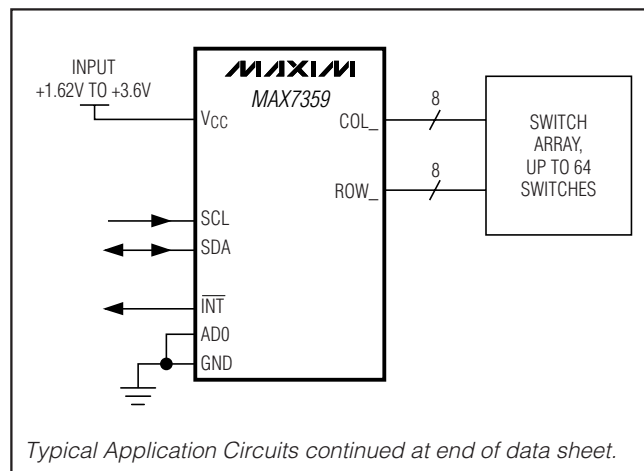 INPUT
+1.62V TO +3.6V
MAXIM
MAX7359
VCC
COL_
8
ROW_
8
SWITCH
ARRAY,
UP TO 64
SWITCHES
SCL
SDA
INT
AD0
GND
Typical Application Circuits continued at end of data sheet.